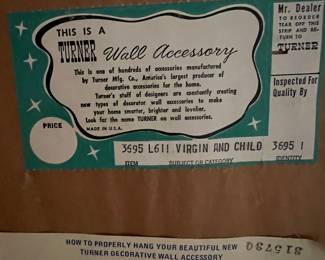 THIS IS A
TURNER Wall Accessory
This is one of hundreds of accessories manufactured
by Turner Mfg. Co., America's largest producer of
decorative accessories for the home.
Turner's staff of designers are constantly creating
new types of decorator wall accessories to make
your home smarter, brighter and lovelier.
Look for the name TURNER on wall accessories.
MADE IN U.S.A.
PRICE
3695 L611 VIRGIN AND CHILD 3695 1
ITEM SUBJECT OR CATEGORY IDENTITY
Mr. Dealer
TO REORDER
TEAR OFF THIS
STRIP AND RE-
TURN TO
TURNER
Inspected For
Quality By
HOW TO PROPERLY HANG YOUR BEAUTIFUL NEW
TURNER DECORATIVE WALL ACCESSORY
315730